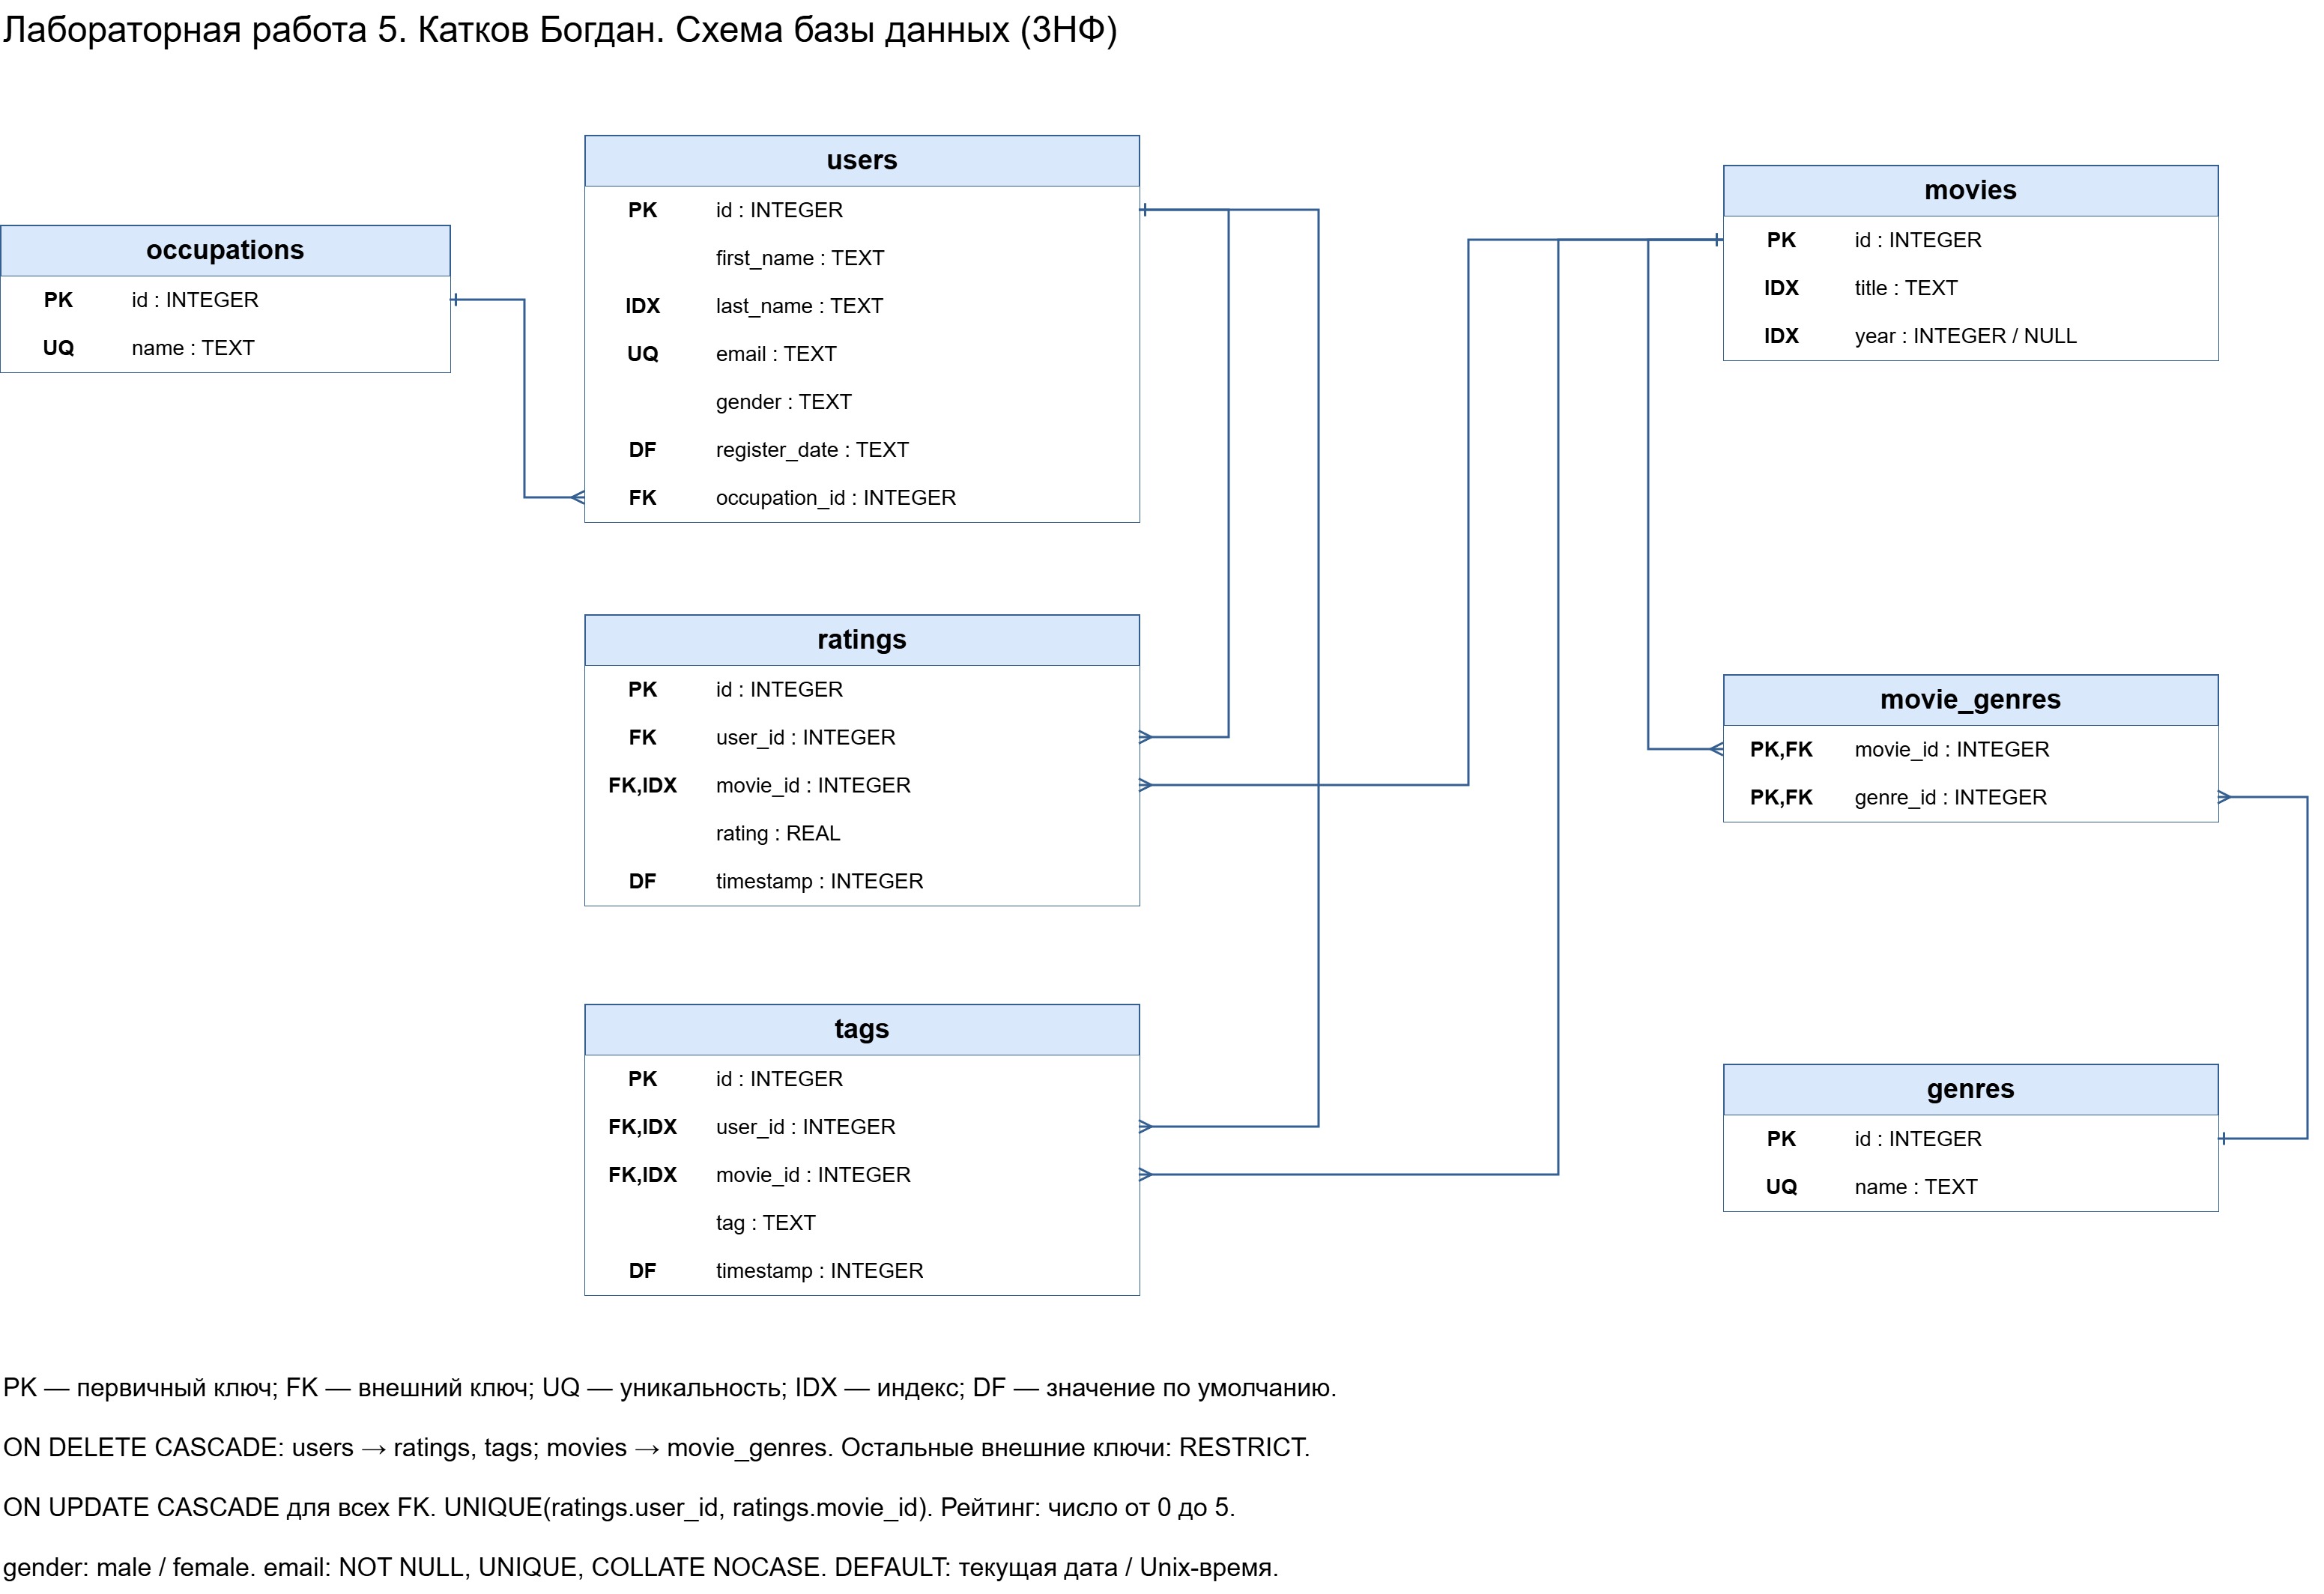 Лабораторная работа 5. Катков Богдан. Схема базы данных (3НФ)
occupations
PK id : INTEGER
UQ name : TEXT
users
PK id : INTEGER
first_name : TEXT
IDX last_name : TEXT
UQ email : TEXT
gender : TEXT
DF register_date : TEXT
FK occupation_id : INTEGER
ratings
PK id : INTEGER
FK user_id : INTEGER
FK,IDX movie_id : INTEGER
rating : REAL
DF timestamp : INTEGER
tags
PK id : INTEGER
FK,IDX user_id : INTEGER
FK,IDX movie_id : INTEGER
tag : TEXT
DF timestamp : INTEGER
movies
PK id : INTEGER
IDX title : TEXT
IDX year : INTEGER / NULL
movie_genres
PK,FK movie_id : INTEGER
PK,FK genre_id : INTEGER
genres
PK id : INTEGER
UQ name : TEXT
PK — первичный ключ; FK — внешний ключ; UQ — уникальность; IDX — индекс; DF — значение по умолчанию.
ON DELETE CASCADE: users → ratings, tags; movies → movie_genres. Остальные внешние ключи: RESTRICT.
ON UPDATE CASCADE для всех FK. UNIQUE(ratings.user_id, ratings.movie_id). Рейтинг: число от 0 до 5.
gender: male / female. email: NOT NULL, UNIQUE, COLLATE NOCASE. DEFAULT: текущая дата / Unix-время.